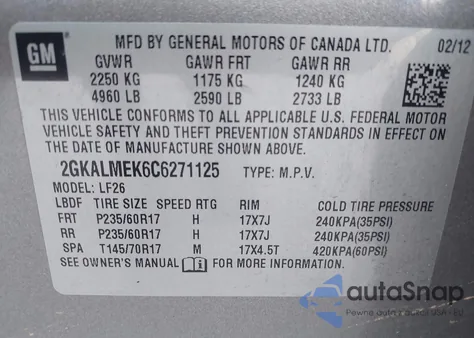 GM
MFD BY GENERAL MOTORS OF CANADA LTD. 02/12
GVWR GAWR FRT GAWR RR
2250 KG 1175 KG 1240 KG
4960 LB 2590 LB 2733 LB
THIS VEHICLE CONFORMS TO ALL APPLICABLE U.S. FEDERAL MOTOR
VEHICLE SAFETY AND THEFT PREVENTION STANDARDS IN EFFECT ON
THE DATE OF MANUFACTURE SHOWN ABOVE.
2GKALMEK6C6271125 TYPE: M.P.V.
MODEL: LF26
LBDF TIRE SIZE SPEED RTG RIM COLD TIRE PRESSURE
FRT P235/60R17 H 17X7J 240KPA(35PSI)
RR P235/60R17 H 17X7J 240KPA(35PSI)
SPA T145/70R17 M 17X4.5T 420KPA(60PSI)
SEE OWNER'S MANUAL FOR MORE INFORMATION.
autoSnap
Pewne auto z USA